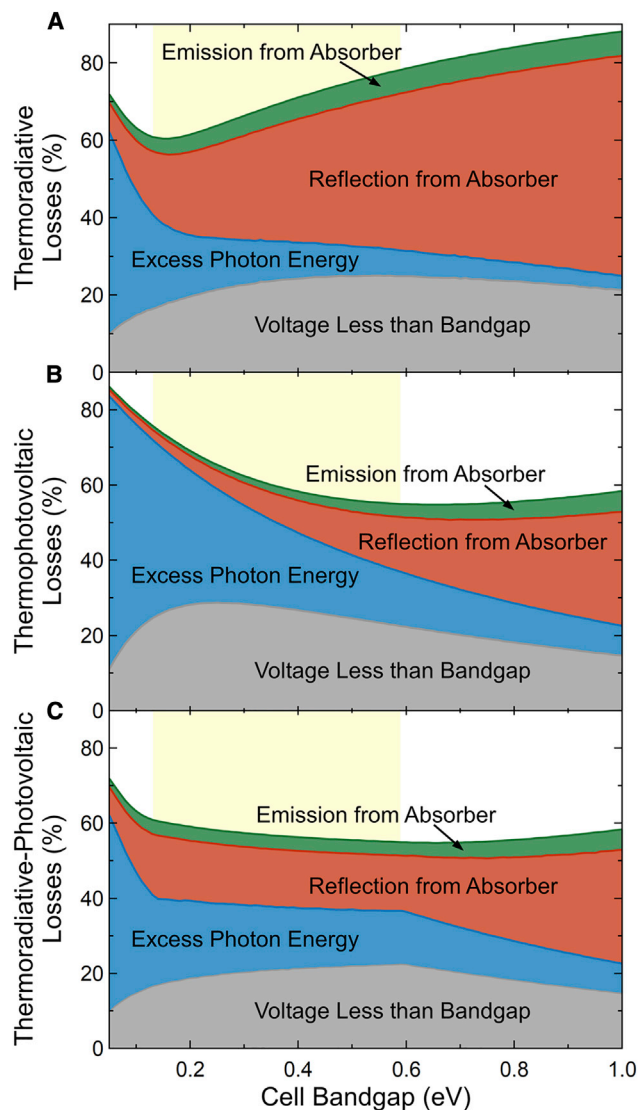 A
Thermoradiative
Losses (%)
80
60
40
20
0
Emission from Absorber
Reflection from Absorber
Excess Photon Energy
Voltage Less than Bandgap
B
Thermophotovoltaic
Losses (%)
80
60
40
20
0
Emission from Absorber
Reflection from Absorber
Excess Photon Energy
Voltage Less than Bandgap
C
Thermoradiative-Photovoltaic
Losses (%)
80
60
40
20
0
Emission from Absorber
Reflection from Absorber
Excess Photon Energy
Voltage Less than Bandgap
0.2 0.4 0.6 0.8 1.0
Cell Bandgap (eV)